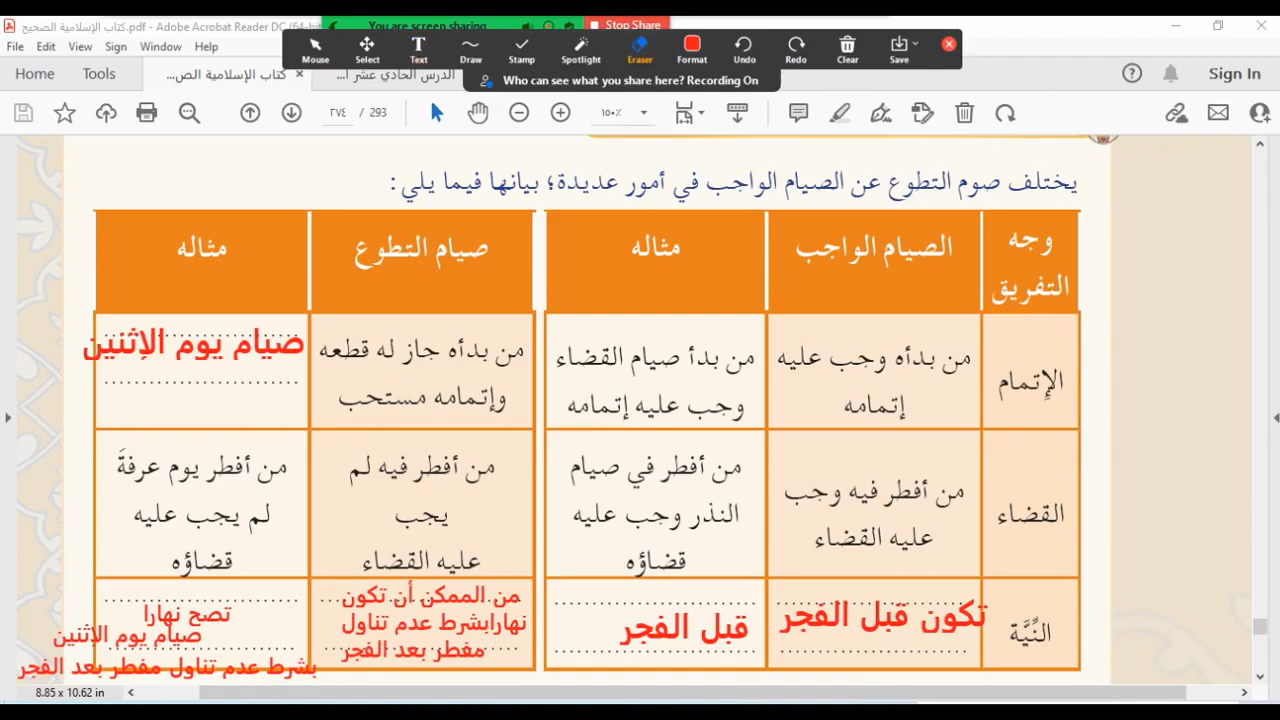 كتاب الإسلامية الصحيح.pdf - Adobe Acrobat Reader DC (64-bit
You are screen sharing
Stop Share
File Edit View Sign Window Help
Mouse Select Text Draw Stamp Spotlight Eraser Format Undo Redo Clear Save
Who can see what you share here? Recording On
Home Tools
كتاب الإسلامية الص...
الدرس الحادي عشر ا...
Sign In
٢٧٤ / 293
١٥٠٪
يختلف صوم التطوع عن الصيام الواجب في أمور عديدة؛ بيانها فيما يلي:
وجه التفريق الصيام الواجب مثاله صيام التطوع مثاله
الإِتمام
من بدأه وجب عليه
إتمامه
من بدأ صيام القضاء
وجب عليه إتمامه
من بدأه جاز له قطعه
وإتمامه مستحب
صيام يوم الإثنين
القضاء
من أفطر فيه وجب
عليه القضاء
من أفطر في صيام
النذر وجب عليه
قضاؤه
من أفطر فيه لم
يجب
عليه القضاء
من أفطر يوم عرفةَ
لم يجب عليه
قضاؤه
النِّيَّة
تكون قبل الفجر
قبل الفجر
من الممكن أن تكون
نهارابشرط عدم تناول
مفطر بعد الفجر
تصح نهارا
صيام يوم الاثنين
بشرط عدم تناول مفطر بعد الفجر
8.85 x 10.62 in